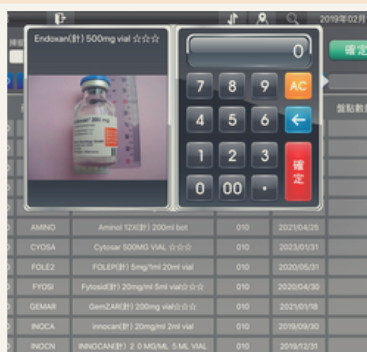 2019年02月
Endoxan(針) 500mg vial ☆☆☆
0
確定
7 8 9 AC
4 5 6 ←
1 2 3 確定
0 00 .
盤點數
AMINO Aminol 12X(針) 200ml bot 010 2021/04/25
CYOSA Cytosar 500MG VIAL ☆☆☆ 010 2023/01/31
FOLE2 FOLEP(針) 5mg/1ml 20ml vial 010 2020/05/31
FYOSI Fytosid(針) 20mg/ml 5ml vial☆☆☆ 010 2020/04/30
GEMAR GemZAR(針) 200mg vial☆☆☆ 010 2021/01/18
INOCA innocan(針) 20mg/ml 2ml vial 010 2019/09/30
INOCN INNOCAN(針) 2 0 MG/ML 5 ML VIAL 010 2019/12/31